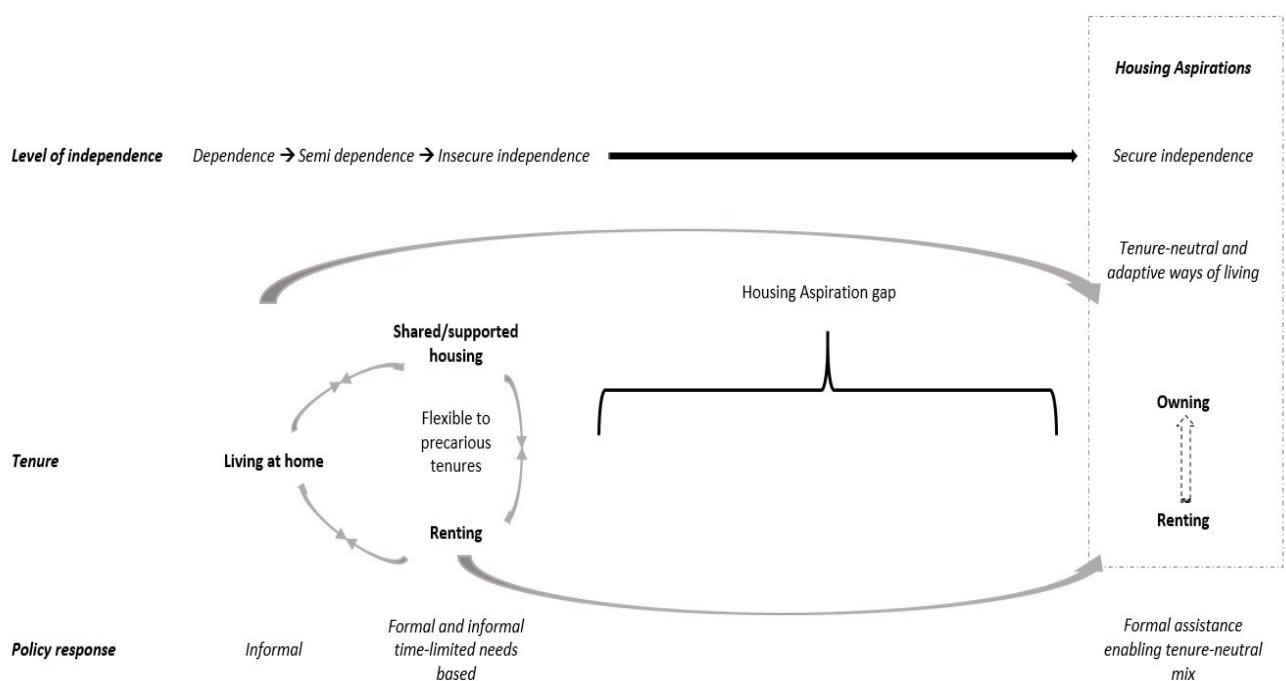 Housing Aspirations
Level of independence
Dependence → Semi dependence → Insecure independence
Secure independence
Tenure-neutral and
adaptive ways of living
Housing Aspiration gap
Shared/supported
housing
Flexible to
precarious
tenures
Owning
Tenure
Living at home
Renting
Renting
Policy response
Informal
Formal and informal
time-limited needs
based
Formal assistance
enabling tenure-neutral
mix